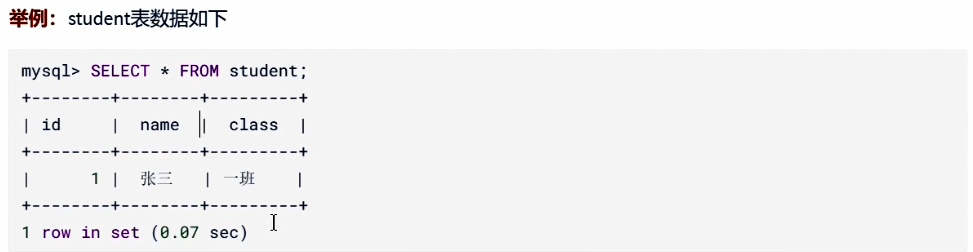 举例：student表数据如下
mysql> SELECT * FROM student;
+--------+--------+---------+
| id     |  name  |  class  |
+--------+--------+---------+
|      1 |  张三   | 一班    |
+--------+--------+---------+
1 row in set (0.07 sec)